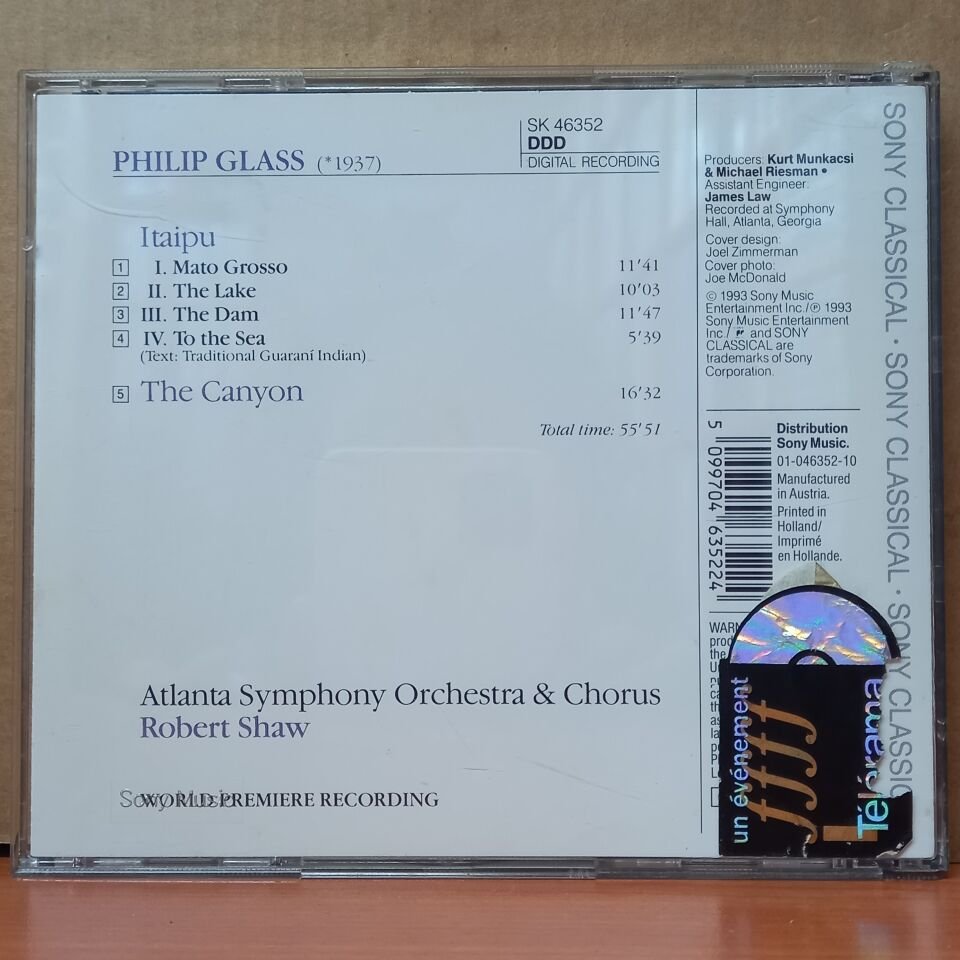 PHILIP GLASS (*1937)
SK 46352
DDD
DIGITAL RECORDING
Itaipu
1 I. Mato Grosso 11'41
2 II. The Lake 10'03
3 III. The Dam 11'47
4 IV. To the Sea 5'39
(Text: Traditional Guaraní Indian)
5 The Canyon 16'32
Total time: 55'51
Atlanta Symphony Orchestra & Chorus
Robert Shaw
WORLD PREMIERE RECORDING
Sony Music
Producers: Kurt Munkacsi
& Michael Riesman •
Assistant Engineer:
James Law
Recorded at Symphony
Hall, Atlanta, Georgia
Cover design:
Joel Zimmerman
Cover photo:
Joe McDonald
© 1993 Sony Music
Entertainment Inc./℗ 1993
Sony Music Entertainment
Inc./ and SONY
CLASSICAL are
trademarks of Sony
Corporation.
5 099704 635224
Distribution
Sony Music.
01-046352-10
Manufactured
in Austria.
Printed in
Holland/
Imprimé
en Hollande.
un événement
ffff
Télérama
SONY CLASSICAL · SONY CLASSICAL · SONY CLASSIC